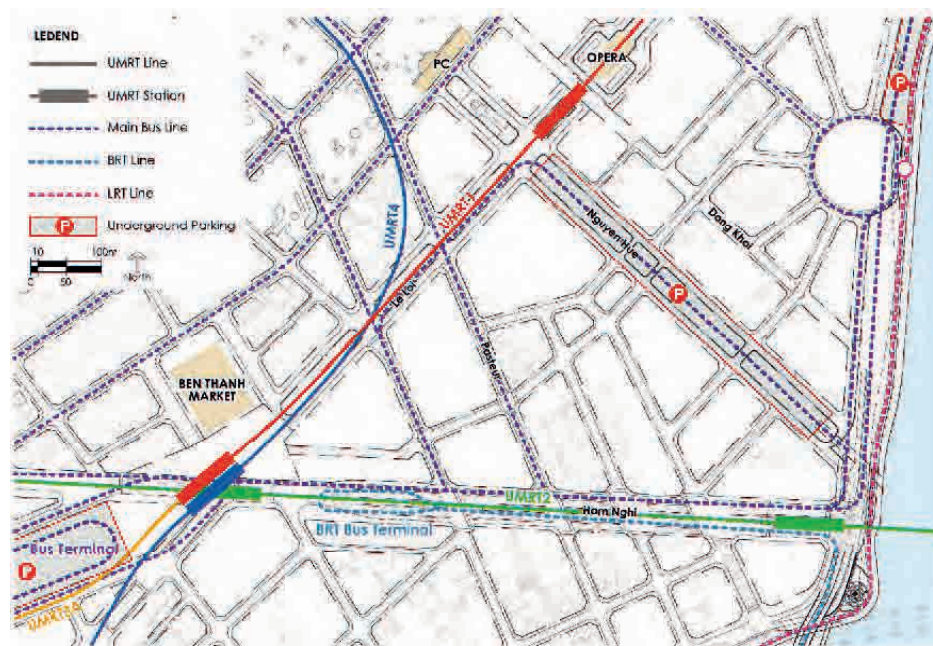 LEGEND
UMRT Line
UMRT Station
Main Bus Line
BRT Line
LRT Line
P
Underground Parking
10
100m
0
50
North
PC
OPERA
P
UMRT4
UMRT1
Le Loi
Nguyen Hue
Dong Khoi
P
Pasteur
BEN THANH
MARKET
UMRT2
Ham Nghi
BRT Bus Terminal
Bus Terminal
P
UMRT3A